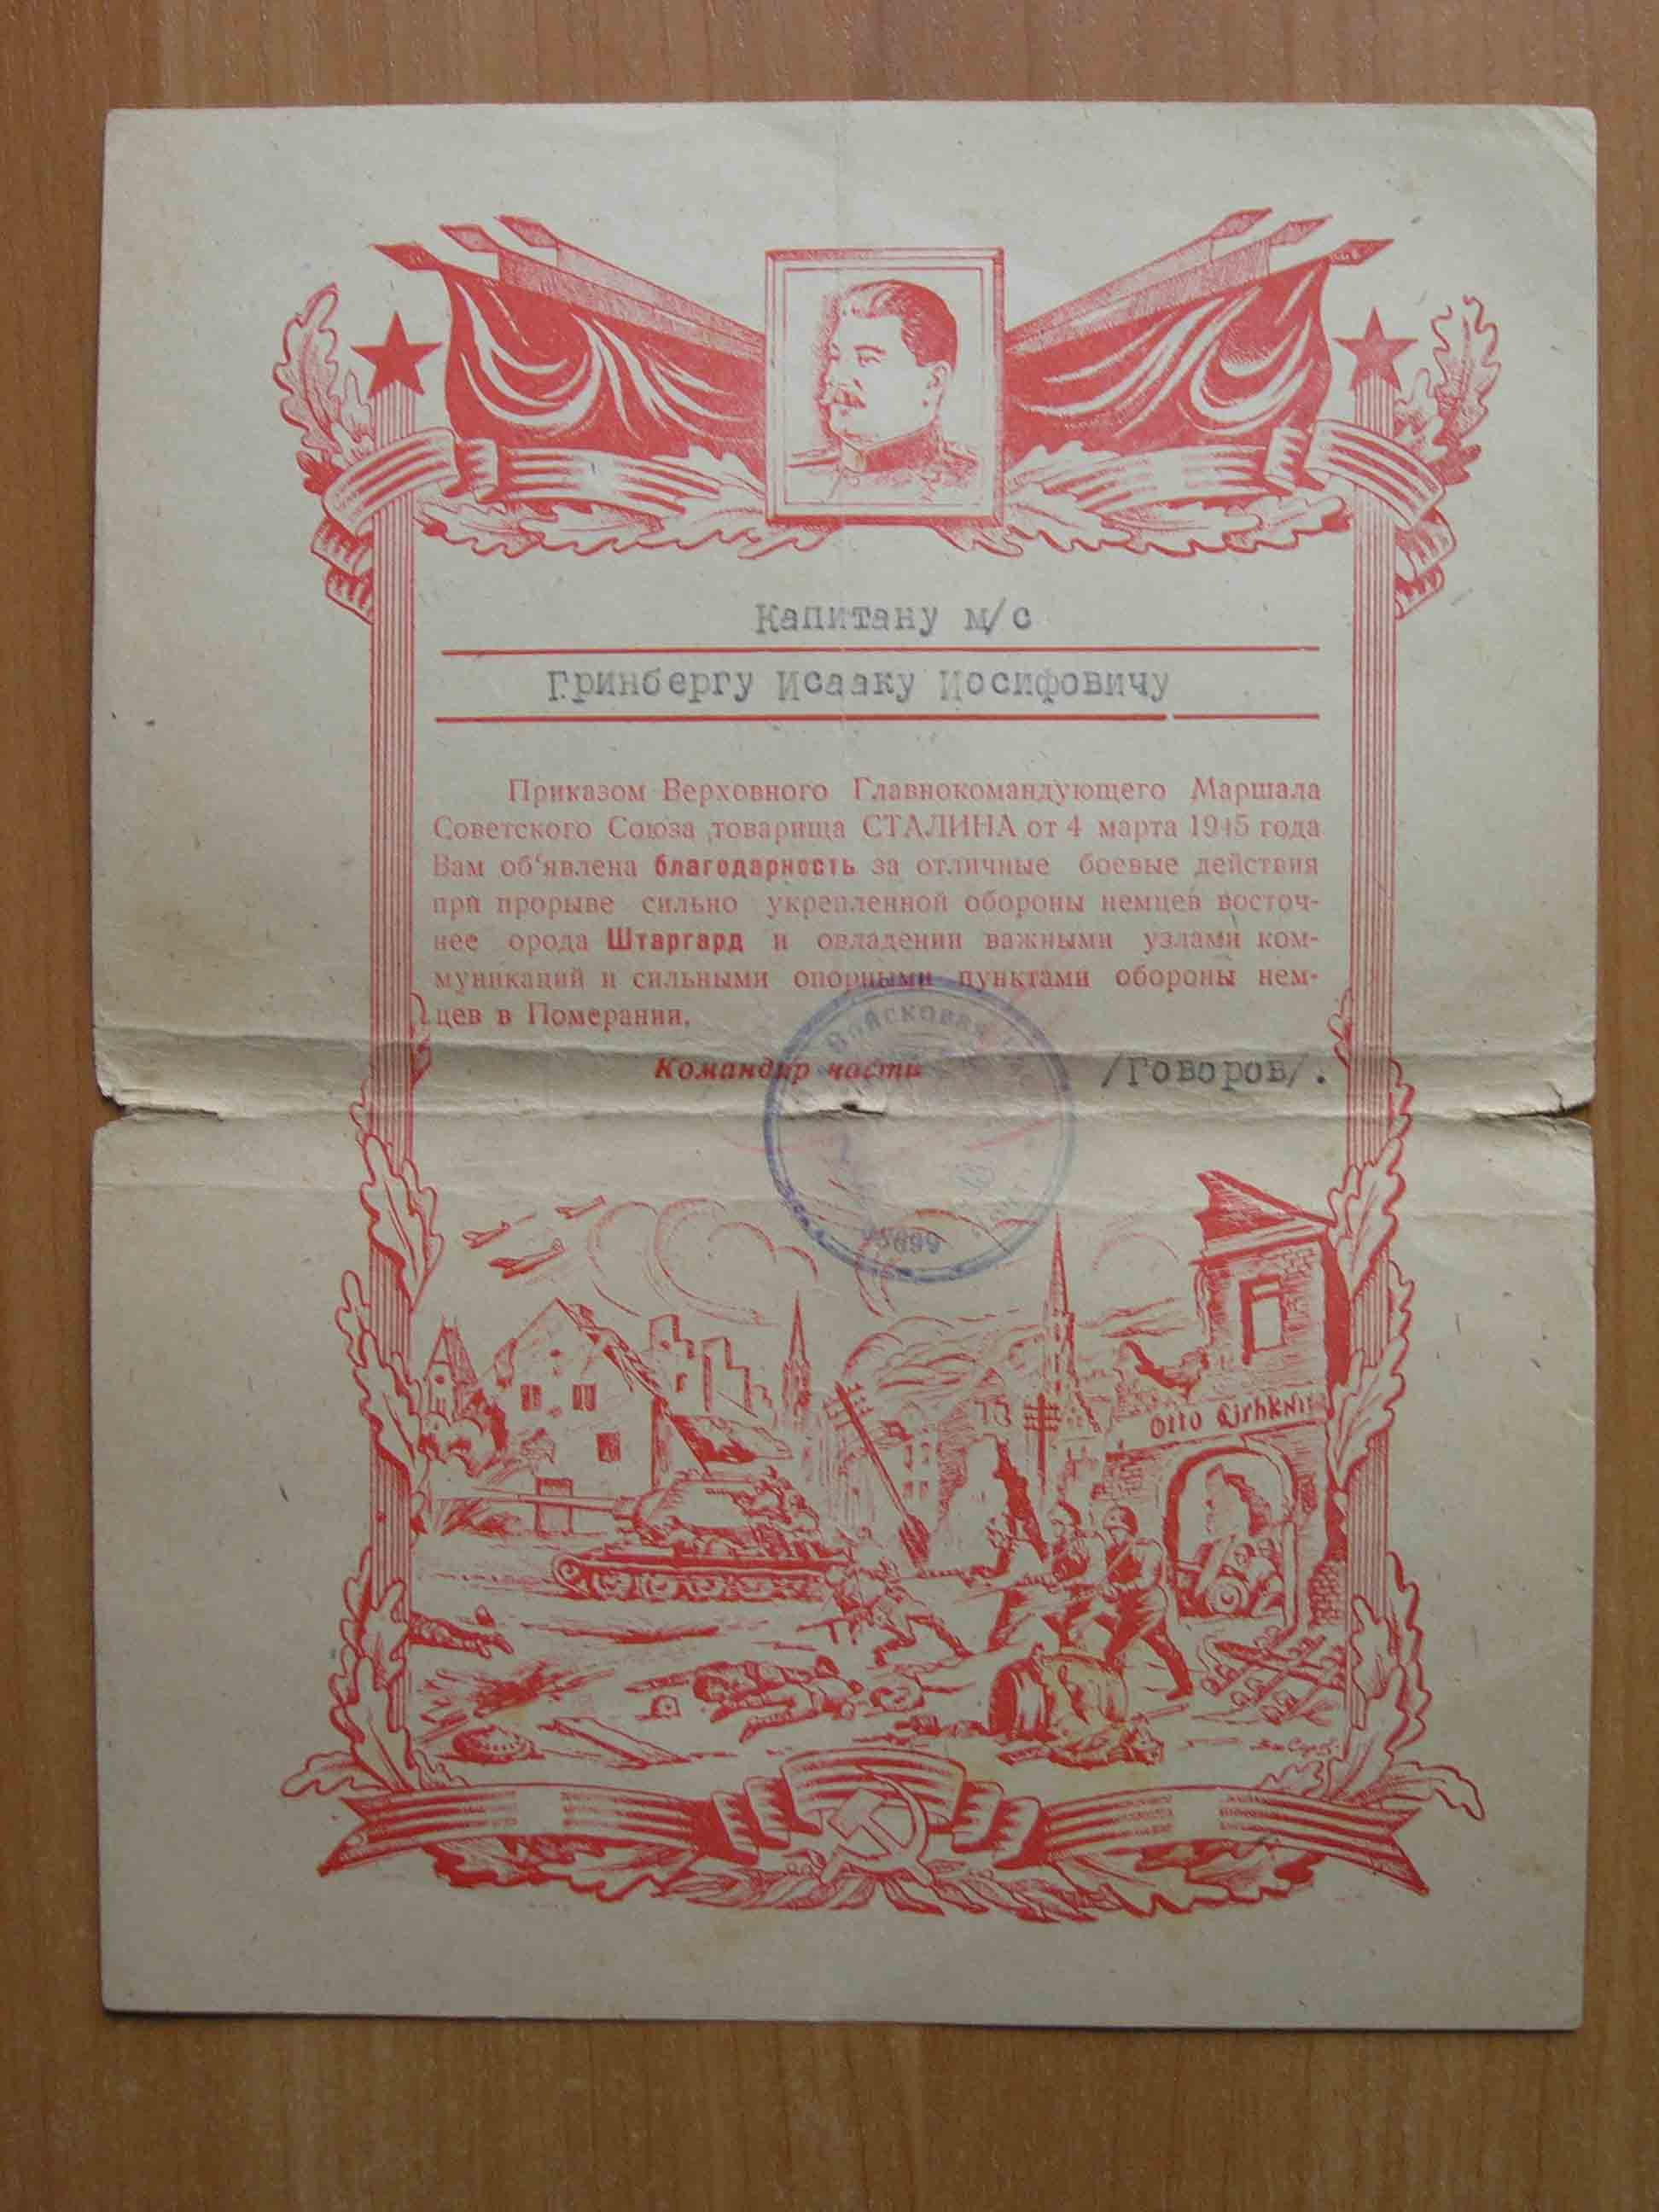 Капитану м/с
Гринбергу Исааку Иосифовичу
Приказом Верховного Главнокомандующего Маршала
Советского Союза товарища СТАЛИНА от 4 марта 1945 года
Вам об‘явлена благодарность за отличные боевые действия
при прорыве сильно укрепленной обороны немцев восточ-
нее орода Штаргард и овладении важными узлами ком-
муникаций и сильными опорными пунктами обороны нем-
цев в Померании.
Командир части /Говоров/.
Войсковая
Otto